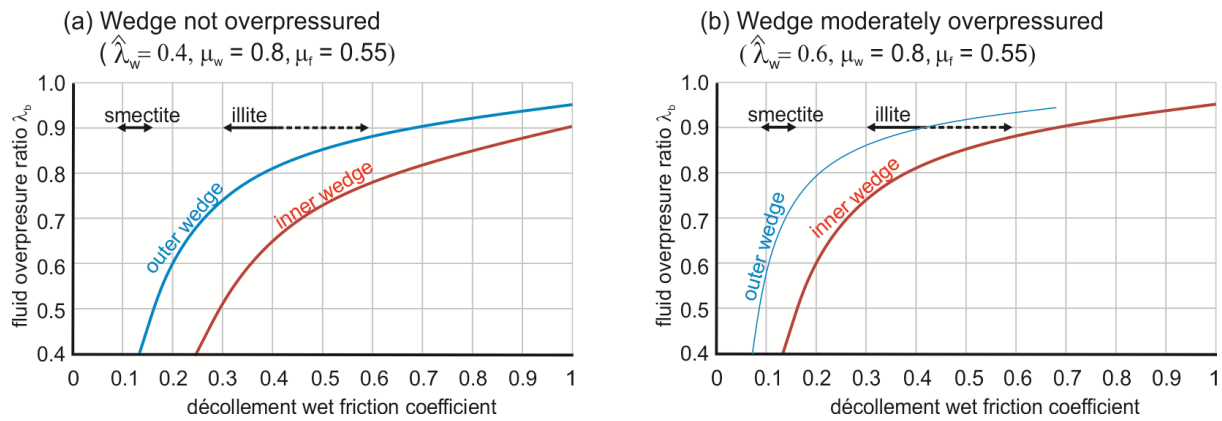 (a) Wedge not overpressured
( λ̂w = 0.4, μw = 0.8, μf = 0.55)
1.0
0.9
0.8
0.7
0.6
0.5
0.4
fluid overpresure ratio λb
smectite
illite
outer wedge
inner wedge
0 0.1 0.2 0.3 0.4 0.5 0.6 0.7 0.8 0.9 1
décollement wet friction coefficient
(b) Wedge moderately overpressured
( λ̂w = 0.6, μw = 0.8, μf = 0.55)
1.0
0.9
0.8
0.7
0.6
0.5
0.4
fluid overpresure ratio λb
smectite
illite
outer wedge
inner wedge
0 0.1 0.2 0.3 0.4 0.5 0.6 0.7 0.8 0.9 1
décollement wet friction coefficient